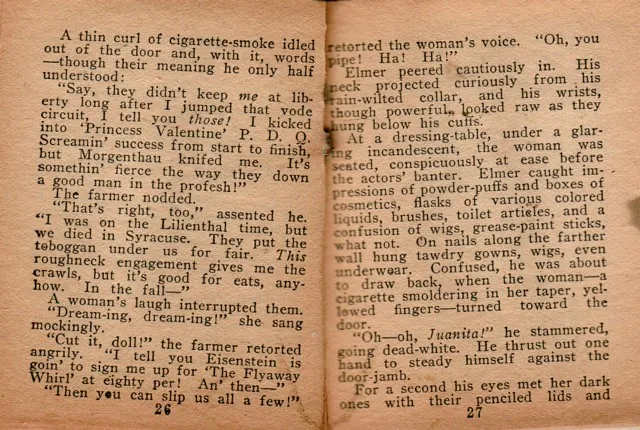 A thin curl of cigarette-smoke idled
out of the door and, with it, words
—though their meaning he only half
understood:
"Say, they didn't keep me at lib-
erty long after I jumped that vode
circuit, I tell you those! I kicked
into 'Princess Valentine' P. D. Q.
Screamin' success from start to finish,
but Morgenthau knifed me. It's
somethin' fierce the way they down
a good man in the profesh!"
The farmer nodded.
"That's right, too," assented he.
"I was on the Lilienthal time, but
we died in Syracuse. They put the
toboggan under us for fair. This
roughneck engagement gives me the
crawls, but it's good for eats, any-
how. In the fall—"
A woman's laugh interrupted them.
"Dream-ing, dream-ing!" she sang
mockingly.
"Cut it, doll!" the farmer retorted
angrily. "I tell you Eisenstein is
goin' to sign me up for 'The Flyaway
Whirl' at eighty per! An' then—"
"Then you can slip us all a few!"
26
retorted the woman's voice. "Oh, you
pipe! Ha! Ha!"
Elmer peered cautiously in. His
neck projected curiously from his
rain-wilted collar, and his wrists,
though powerful, looked raw as they
hung below his cuffs.
At a dressing-table, under a glar-
ing incandescent, the woman was
seated, conspicuously at ease before
the actors' banter. Elmer caught im-
pressions of powder-puffs and boxes of
cosmetics, flasks of various colored
liquids, brushes, toilet articles, and a
confusion of wigs, grease-paint sticks,
what not. On nails along the farther
wall hung tawdry gowns, wigs, even
underwear. Confused, he was about
to draw back, when the woman—a
cigarette smoldering in her taper, yel-
lowed fingers—turned toward the
door.
"Oh—oh, Juanita!" he stammered,
going dead-white. He thrust out one
hand to steady himself against the
door-jamb.
For a second his eyes met her dark
ones with their penciled lids and
27